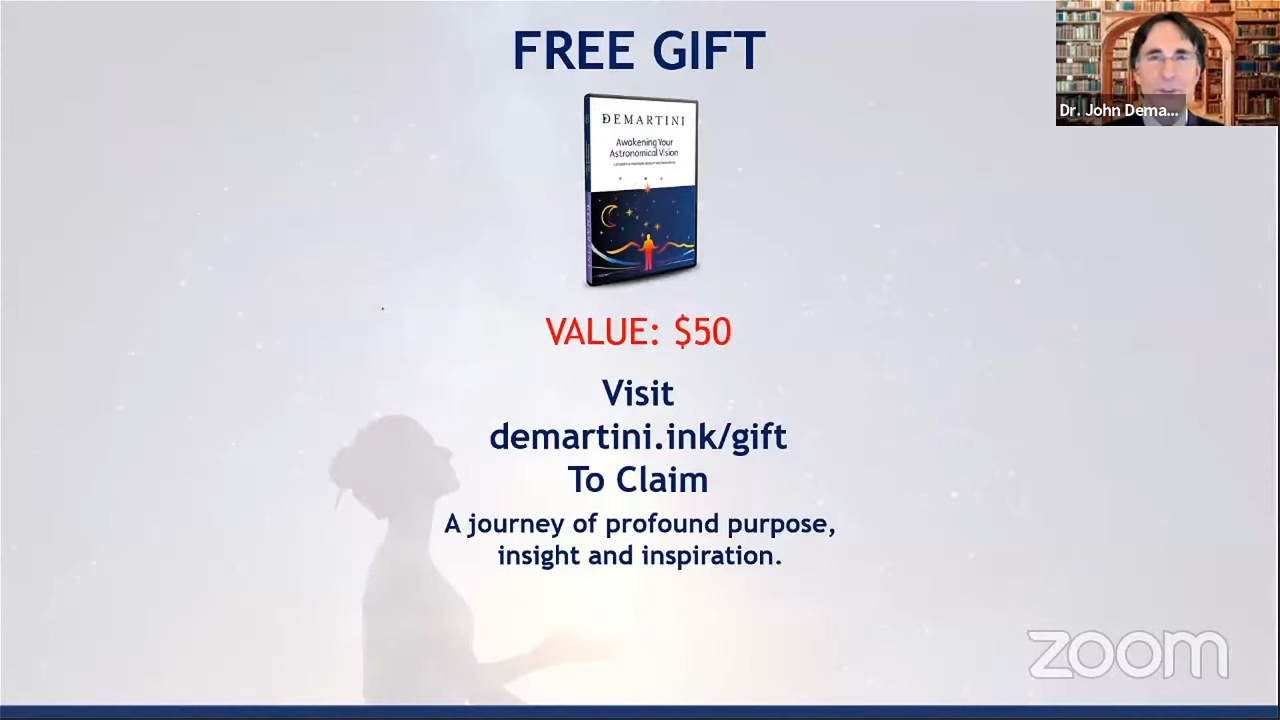 FREE GIFT
Dr. John Dema...
DEMARTINI
Awakening Your
Astronomical Vision
VALUE: $50
Visit
demartini.ink/gift
To Claim
A journey of profound purpose,
insight and inspiration.
zoom